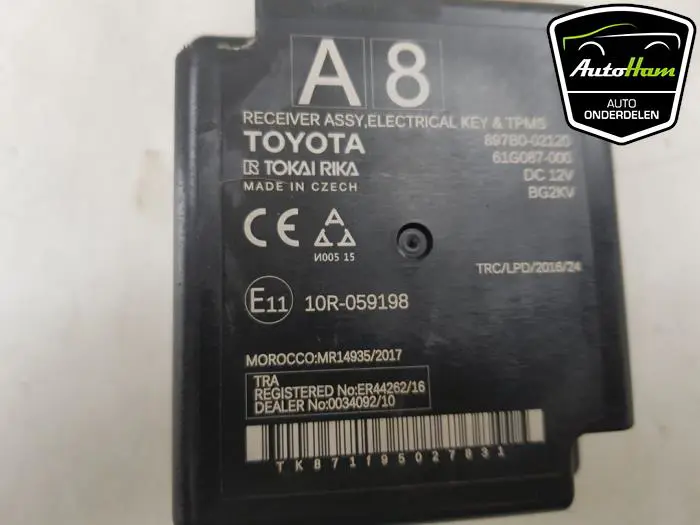 A 8
RECEIVER ASSY,ELECTRICAL KEY & TPMS
TOYOTA 897B0-02120
TOKAI RIKA 61G087-000
MADE IN CZECH DC 12V
BG2KV
CE
И005 15
TRC/LPD/2016/24
E11 10R-059198
MOROCCO:MR14935/2017
TRA
REGISTERED No:ER44262/16
DEALER No:0034092/10
TK871f95027831
AutoHam
AUTO
ONDERDELEN